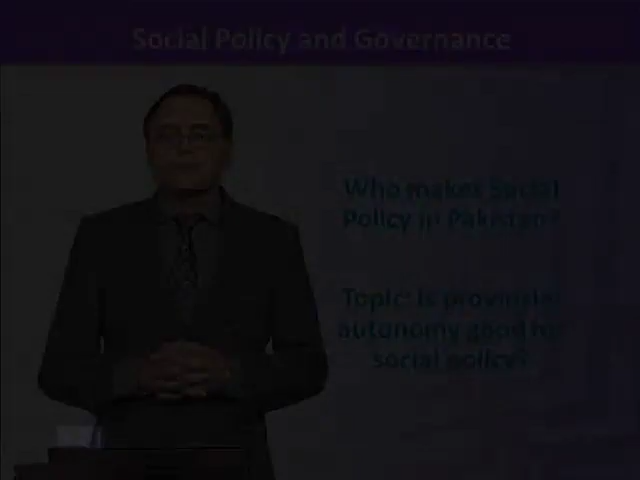 Social Policy and Governance
Who makes Social
Policy in Pakistan?
Topic: Is provincial
autonomy good for
social policy?